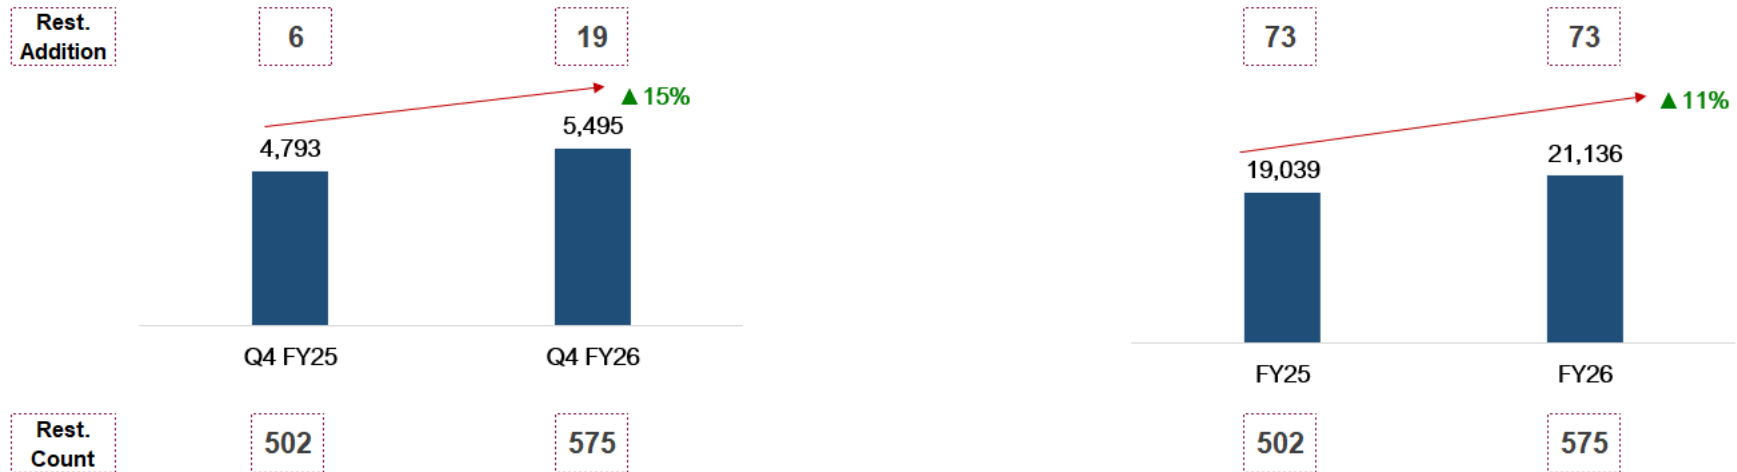 Rest.
Addition
6
19
73
73
▲15%
▲11%
4,793
5,495
19,039
21,136
Q4 FY25
Q4 FY26
FY25
FY26
Rest.
Count
502
575
502
575